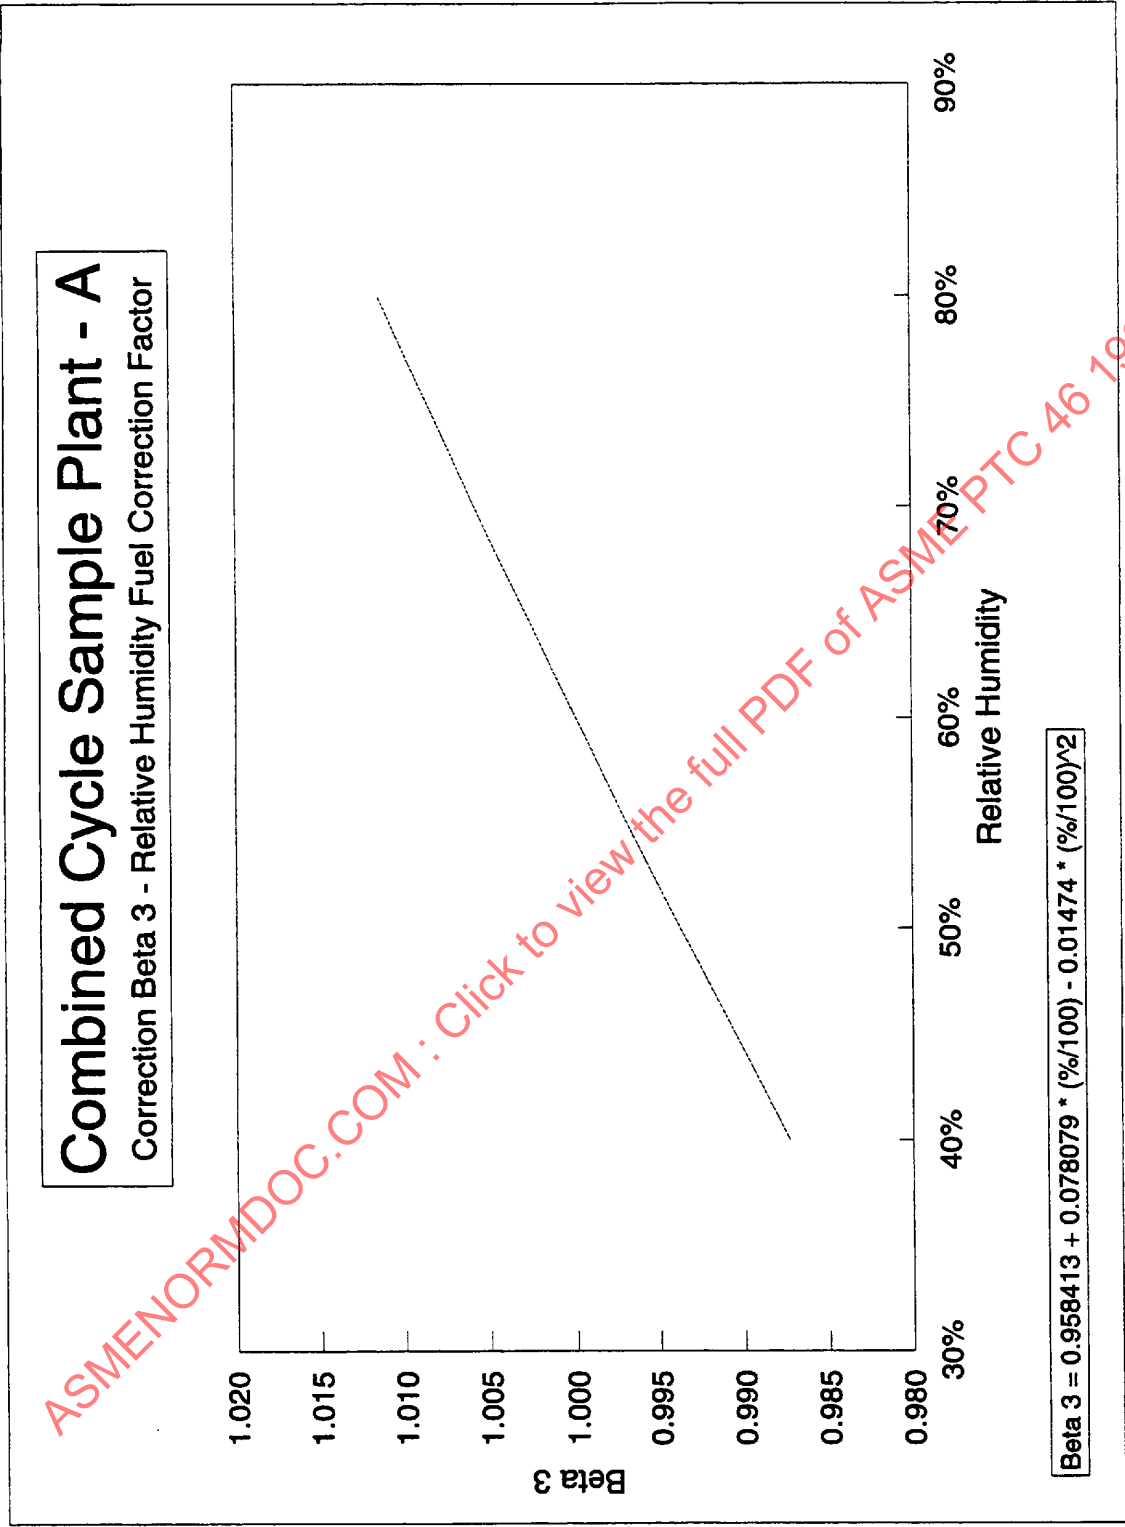 Combined Cycle Sample Plant - A
Correction Beta 3 - Relative Humidity Fuel Correction Factor
Beta 3
1.020
1.015
1.010
1.005
1.000
0.995
0.990
0.985
0.980
30%
40%
50%
60%
70%
80%
90%
Relative Humidity
Beta 3 = 0.958413 + 0.078079 * (%/100) - 0.01474 * (%/100)^2
ASMENORMDOC.COM : Click to view the full PDF of ASME PTC 46